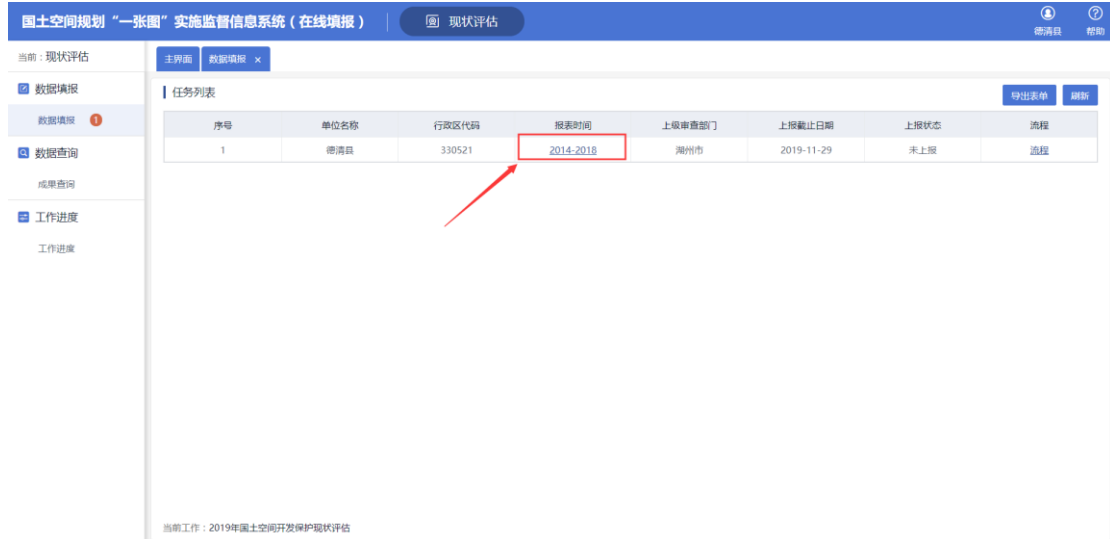 国土空间规划“一张图”实施监督信息系统(在线填报) 现状评估 德清县 帮助
当前:现状评估 主界面 数据填报 ×
数据填报
数据填报 1
数据查询
成果查询
工作进度
工作进度
任务列表 导出表单 刷新
序号 单位名称 行政区代码 报表时间 上级审查部门 上报截止日期 上报状态 流程
1 德清县 330521 2014-2018 湖州市 2019-11-29 未上报 流程
当前工作:2019年国土空间开发保护现状评估